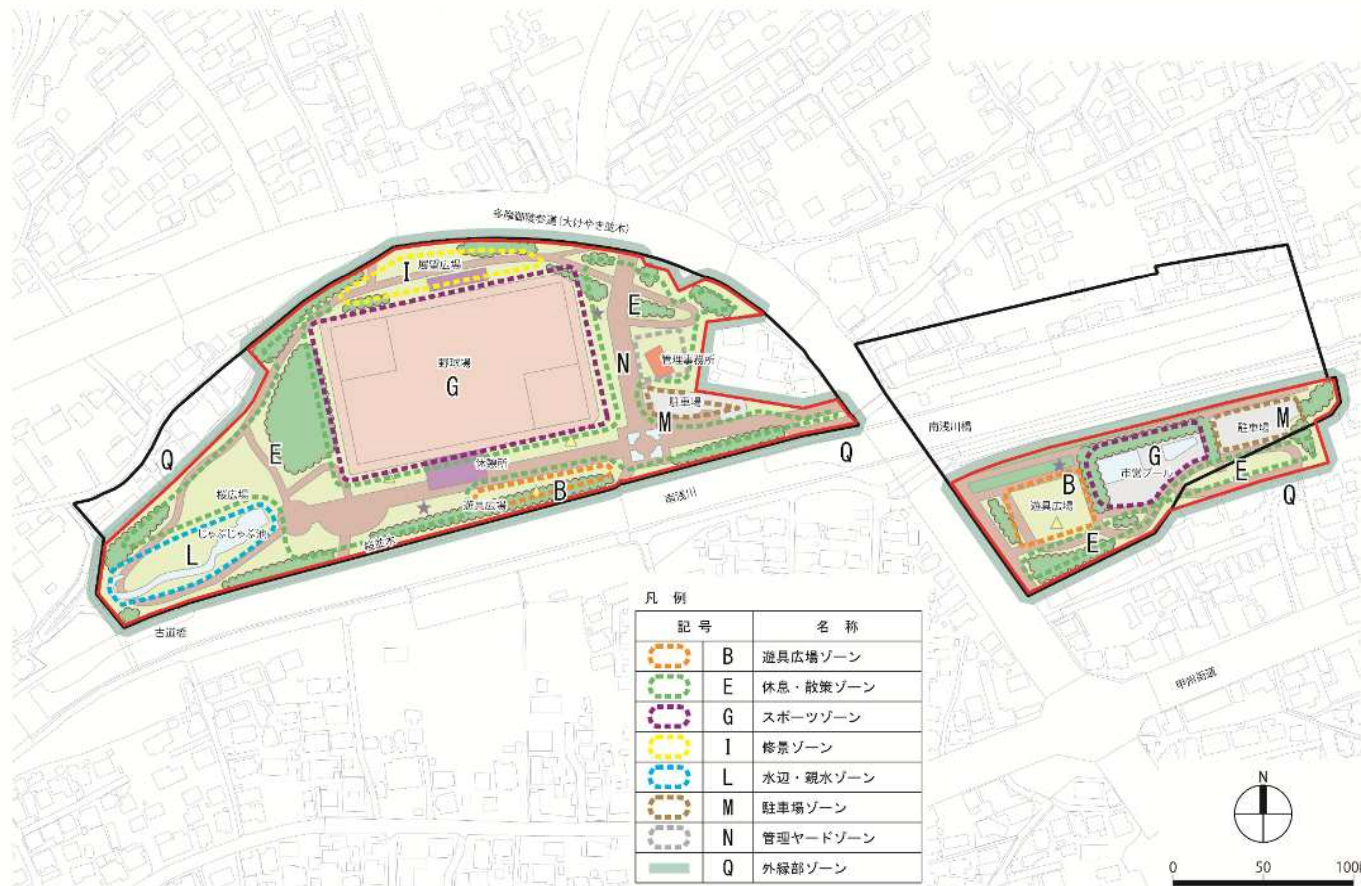 多摩御陵参道(大けやき並木)
I
展望広場
E
野球場
G
N
管理事務所
駐車場
M
南浅川橋
駐車場
M
G
市営プール
E
Q
B
遊具広場
E
Q
E
休憩所
Q
桜広場
B
遊具広場
南浅川
じゃぶじゃぶ池
L
桜並木
古道橋
甲州街道
凡 例
記 号 名 称
B 遊具広場ゾーン
E 休息・散策ゾーン
G スポーツゾーン
I 修景ゾーン
L 水辺・親水ゾーン
M 駐車場ゾーン
N 管理ヤードゾーン
Q 外縁部ゾーン
N
0 50 100